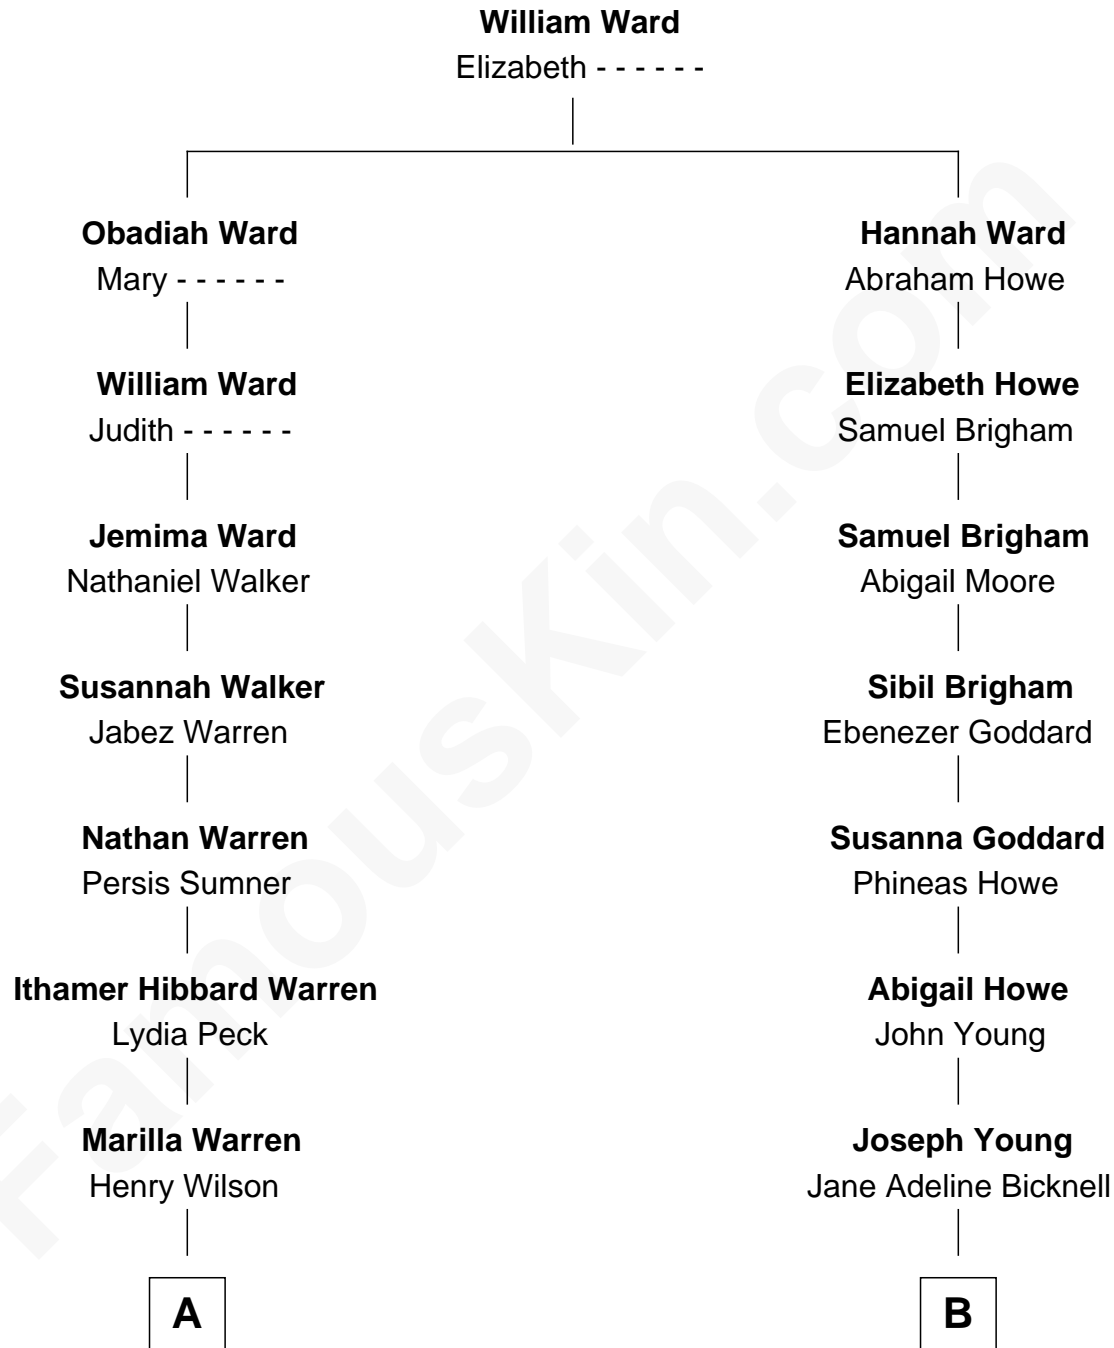 William Ward
Elizabeth - - - - - -
Obadiah Ward
Mary - - - - - -
Hannah Ward
Abraham Howe
William Ward
Judith - - - - - -
Elizabeth Howe
Samuel Brigham
Jemima Ward
Nathaniel Walker
Samuel Brigham
Abigail Moore
Susannah Walker
Jabez Warren
Sibil Brigham
Ebenezer Goddard
Nathan Warren
Persis Sumner
Susanna Goddard
Phineas Howe
Ithamer Hibbard Warren
Lydia Peck
Abigail Howe
John Young
Marilla Warren
Henry Wilson
Joseph Young
Jane Adeline Bicknell
A
B
FamousKin.com